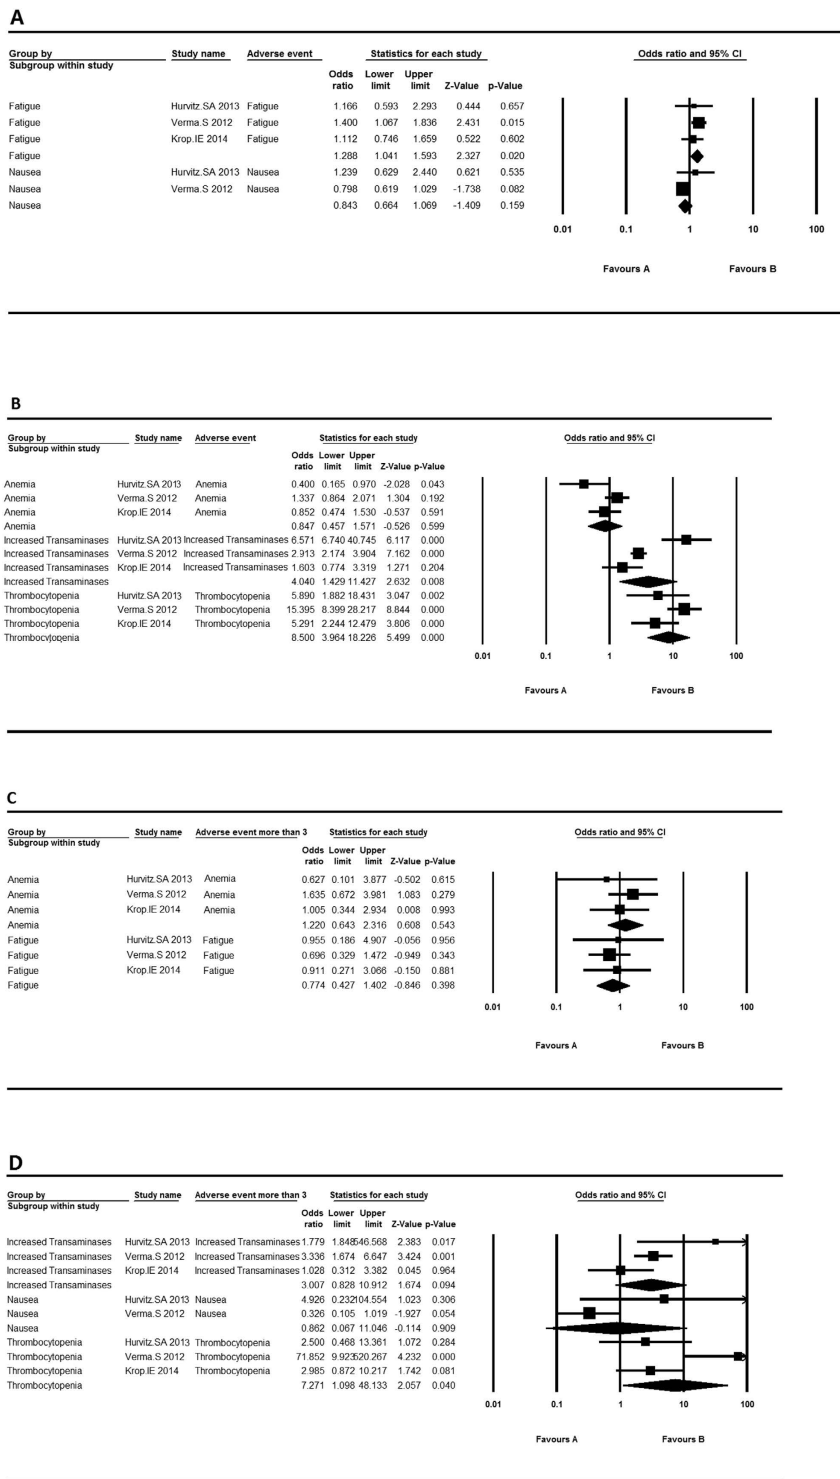 A
Group by Study name Adverse event Statistics for each study Odds ratio and 95% CI
Subgroup within study
Odds Lower Upper
ratio limit limit Z-Value p-Value
Fatigue Hurvitz.SA 2013 Fatigue 1.166 0.593 2.293 0.444 0.657
Fatigue Verma.S 2012 Fatigue 1.400 1.067 1.836 2.431 0.015
Fatigue Krop.IE 2014 Fatigue 1.112 0.746 1.659 0.522 0.602
Fatigue 1.288 1.041 1.593 2.327 0.020
Nausea Hurvitz.SA 2013 Nausea 1.239 0.629 2.440 0.621 0.535
Nausea Verma.S 2012 Nausea 0.798 0.619 1.029 -1.738 0.082
Nausea 0.843 0.664 1.069 -1.409 0.159
0.01 0.1 1 10 100
Favours A Favours B
B
Group by Study name Adverse event Statistics for each study Odds ratio and 95% CI
Subgroup within study
Odds Lower Upper
ratio limit limit Z-Value p-Value
Anemia Hurvitz.SA 2013 Anemia 0.400 0.165 0.970 -2.028 0.043
Anemia Verma.S 2012 Anemia 1.337 0.864 2.071 1.304 0.192
Anemia Krop.IE 2014 Anemia 0.852 0.474 1.530 -0.537 0.591
Anemia 0.847 0.457 1.571 -0.526 0.599
Increased Transaminases Hurvitz.SA 2013 Increased Transaminases 6.571 6.740 40.745 6.117 0.000
Increased Transaminases Verma.S 2012 Increased Transaminases 2.913 2.174 3.904 7.162 0.000
Increased Transaminases Krop.IE 2014 Increased Transaminases 1.603 0.774 3.319 1.271 0.204
Increased Transaminases 4.040 1.429 11.427 2.632 0.008
Thrombocytopenia Hurvitz.SA 2013 Thrombocytopenia 5.890 1.882 18.431 3.047 0.002
Thrombocytopenia Verma.S 2012 Thrombocytopenia 15.395 8.399 28.217 8.844 0.000
Thrombocytopenia Krop.IE 2014 Thrombocytopenia 5.291 2.244 12.479 3.806 0.000
Thrombocytopenia 8.500 3.964 18.226 5.499 0.000
0.01 0.1 1 10 100
Favours A Favours B
C
Group by Study name Adverse event more than 3 Statistics for each study Odds ratio and 95% CI
Subgroup within study
Odds Lower Upper
ratio limit limit Z-Value p-Value
Anemia Hurvitz.SA 2013 Anemia 0.627 0.101 3.877 -0.502 0.615
Anemia Verma.S 2012 Anemia 1.635 0.672 3.981 1.083 0.279
Anemia Krop.IE 2014 Anemia 1.005 0.344 2.934 0.008 0.993
Anemia 1.220 0.643 2.316 0.608 0.543
Fatigue Hurvitz.SA 2013 Fatigue 0.955 0.186 4.907 -0.056 0.956
Fatigue Verma.S 2012 Fatigue 0.696 0.329 1.472 -0.949 0.343
Fatigue Krop.IE 2014 Fatigue 0.911 0.271 3.066 -0.150 0.881
Fatigue 0.774 0.427 1.402 -0.846 0.398
0.01 0.1 1 10 100
Favours A Favours B
D
Group by Study name Adverse event more than 3 Statistics for each study Odds ratio and 95% CI
Subgroup within study
Odds Lower Upper
ratio limit limit Z-Value p-Value
Increased Transaminases Hurvitz.SA 2013 Increased Transaminases 1.779 1.848546.568 2.383 0.017
Increased Transaminases Verma.S 2012 Increased Transaminases 3.336 1.674 6.647 3.424 0.001
Increased Transaminases Krop.IE 2014 Increased Transaminases 1.028 0.312 3.382 0.045 0.964
Increased Transaminases 3.007 0.828 10.912 1.674 0.094
Nausea Hurvitz.SA 2013 Nausea 4.926 0.232104.554 1.023 0.306
Nausea Verma.S 2012 Nausea 0.326 0.105 1.019 -1.927 0.054
Nausea 0.862 0.067 11.046 -0.114 0.909
Thrombocytopenia Hurvitz.SA 2013 Thrombocytopenia 2.500 0.468 13.361 1.072 0.284
Thrombocytopenia Verma.S 2012 Thrombocytopenia 71.852 9.923520.267 4.232 0.000
Thrombocytopenia Krop.IE 2014 Thrombocytopenia 2.985 0.872 10.217 1.742 0.081
Thrombocytopenia 7.271 1.098 48.133 2.057 0.040
0.01 0.1 1 10 100
Favours A Favours B